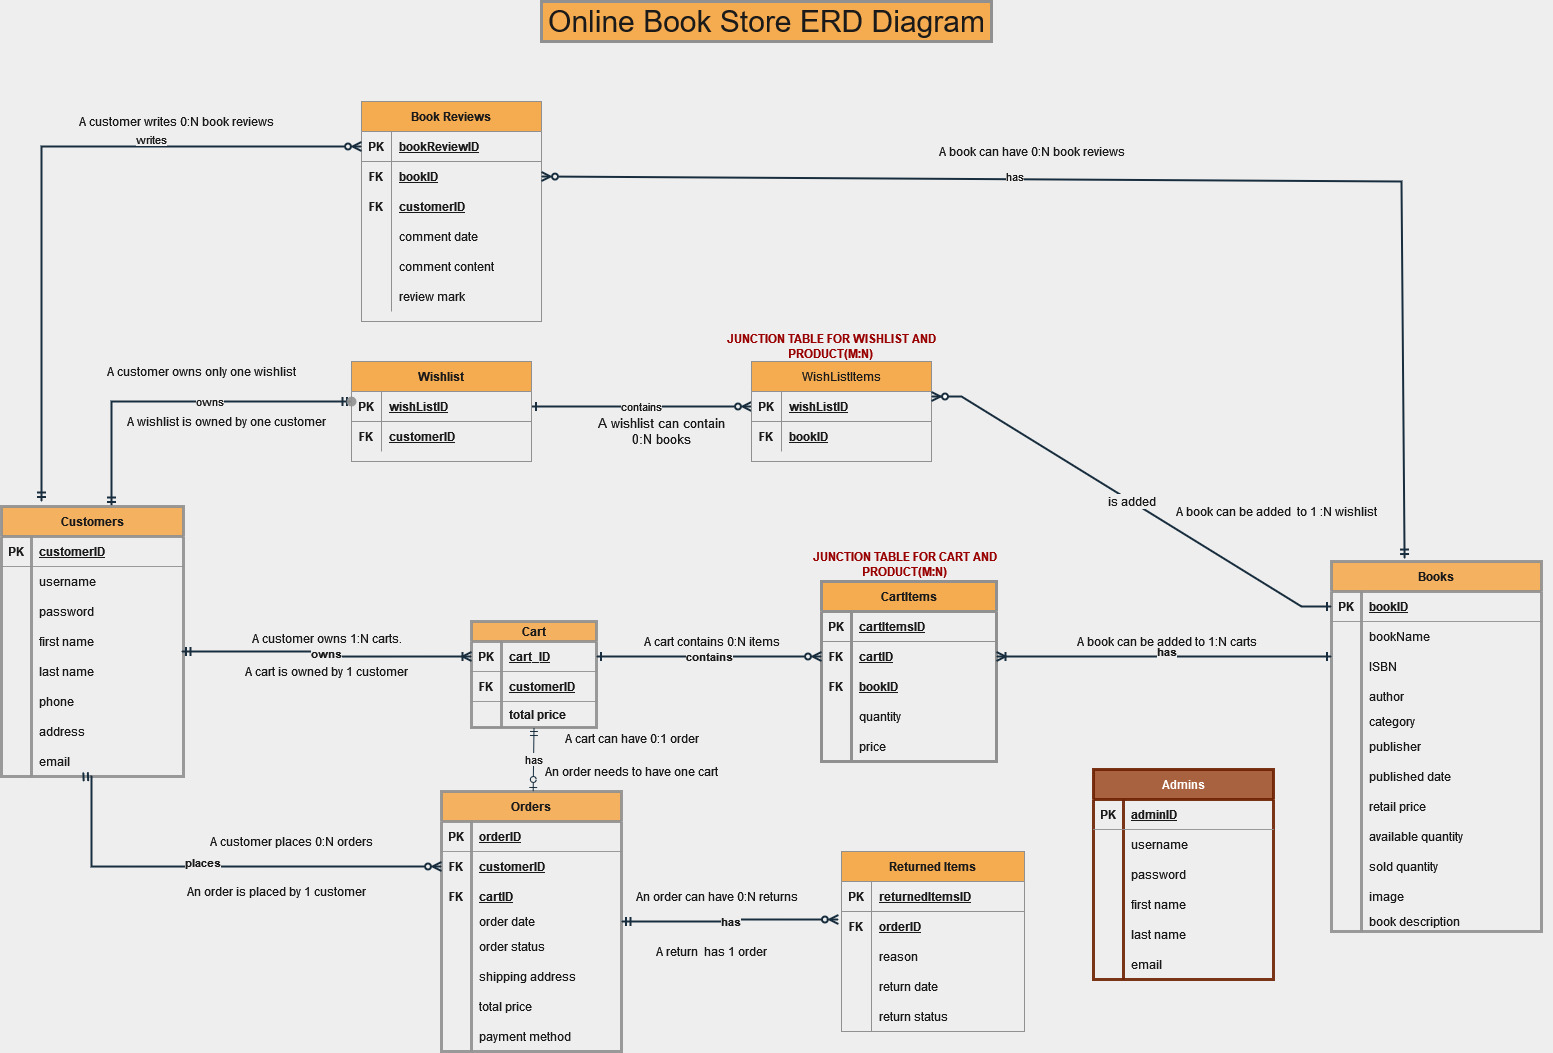 Online Book Store ERD Diagram
A customer writes 0:N book reviews
writes
Book Reviews
PK bookReviewID
FK bookID
FK customerID
comment date
comment content
review mark
A book can have 0:N book reviews
has
A customer owns only one wishlist
owns
A wishlist is owned by one customer
Wishlist
PK wishListID
FK customerID
contains
A wishlist can contain
0:N books
JUNCTION TABLE FOR WISHLIST AND
PRODUCT(M:N)
WishListItems
PK wishListID
FK bookID
is added
A book can be added to 1 :N wishlist
Customers
PK customerID
username
password
first name
last name
phone
address
email
A customer owns 1:N carts.
owns
A cart is owned by 1 customer
Cart
PK cart_ID
FK customerID
total price
A cart contains 0:N items
contains
JUNCTION TABLE FOR CART AND
PRODUCT(M:N)
CartItems
PK cartItemsID
FK cartID
FK bookID
quantity
price
A book can be added to 1:N carts
has
Books
PK bookID
bookName
ISBN
author
category
publisher
published date
retail price
available quantity
sold quantity
image
book description
A cart can have 0:1 order
has
An order needs to have one cart
A customer places 0:N orders
places
An order is placed by 1 customer
Orders
PK orderID
FK customerID
FK cartID
order date
order status
shipping address
total price
payment method
An order can have 0:N returns
has
A return has 1 order
Returned Items
PK returnedItemsID
FK orderID
reason
return date
return status
Admins
PK adminID
username
password
first name
last name
email